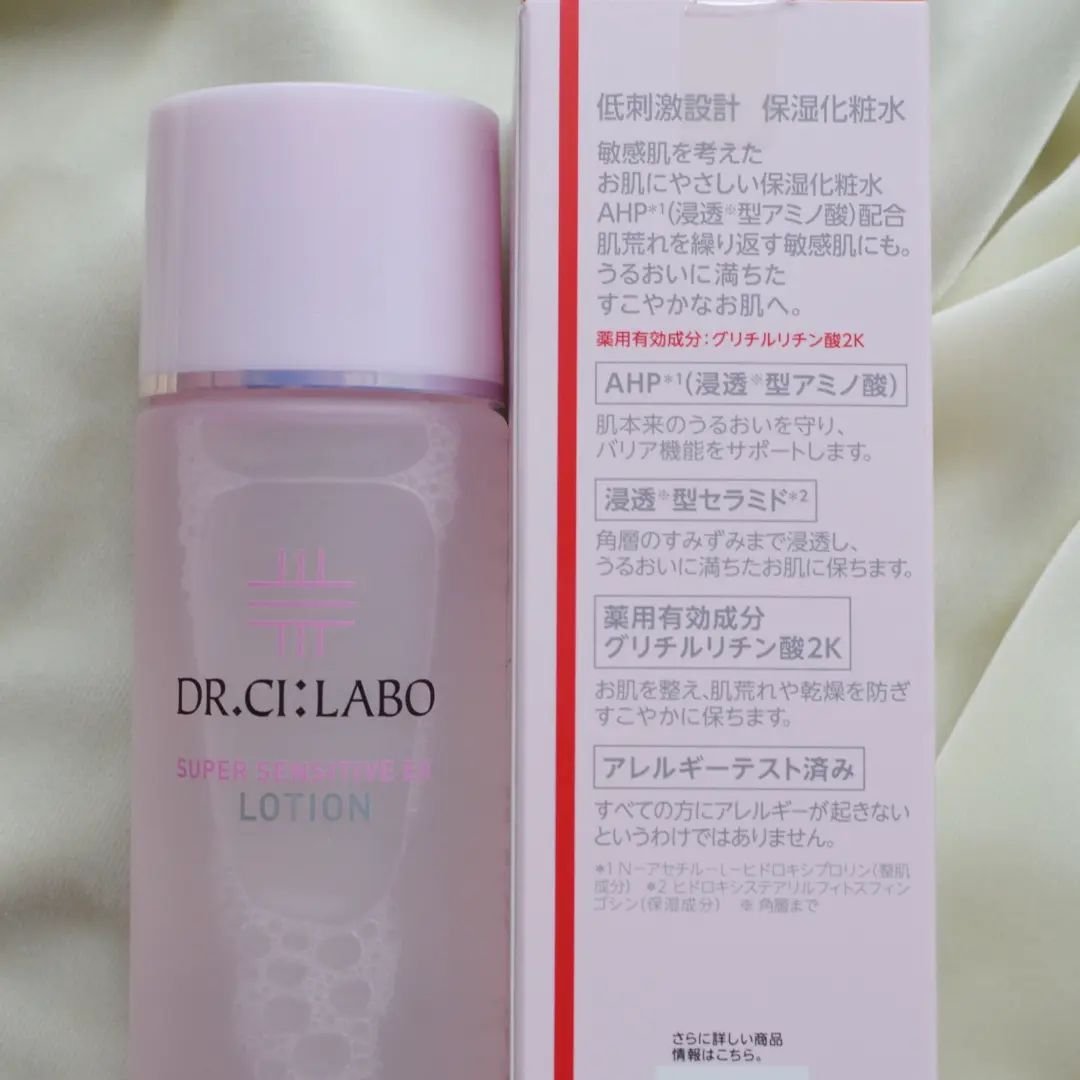 DR.CI:LABO
SUPER SENSITIVE EX
LOTION
低刺激設計 保湿化粧水
敏感肌を考えた
お肌にやさしい保湿化粧水
AHP*1(浸透※型アミノ酸)配合
肌荒れを繰り返す敏感肌にも。
うるおいに満ちた
すこやかなお肌へ。
薬用有効成分:グリチルリチン酸2K
AHP*1(浸透※型アミノ酸)
肌本来のうるおいを守り、
バリア機能をサポートします。
浸透※型セラミド*2
角層のすみずみまで浸透し、
うるおいに満ちたお肌に保ちます。
薬用有効成分
グリチルリチン酸2K
お肌を整え、肌荒れや乾燥を防ぎ
すこやかに保ちます。
アレルギーテスト済み
すべての方にアレルギーが起きない
というわけではありません。
*1 N-アセチル-L-ヒドロキシプロリン(整肌
成分) *2 ヒドロキシステアリルフィトスフィン
ゴシン(保湿成分) ※ 角層まで
さらに詳しい商品
情報はこちら。